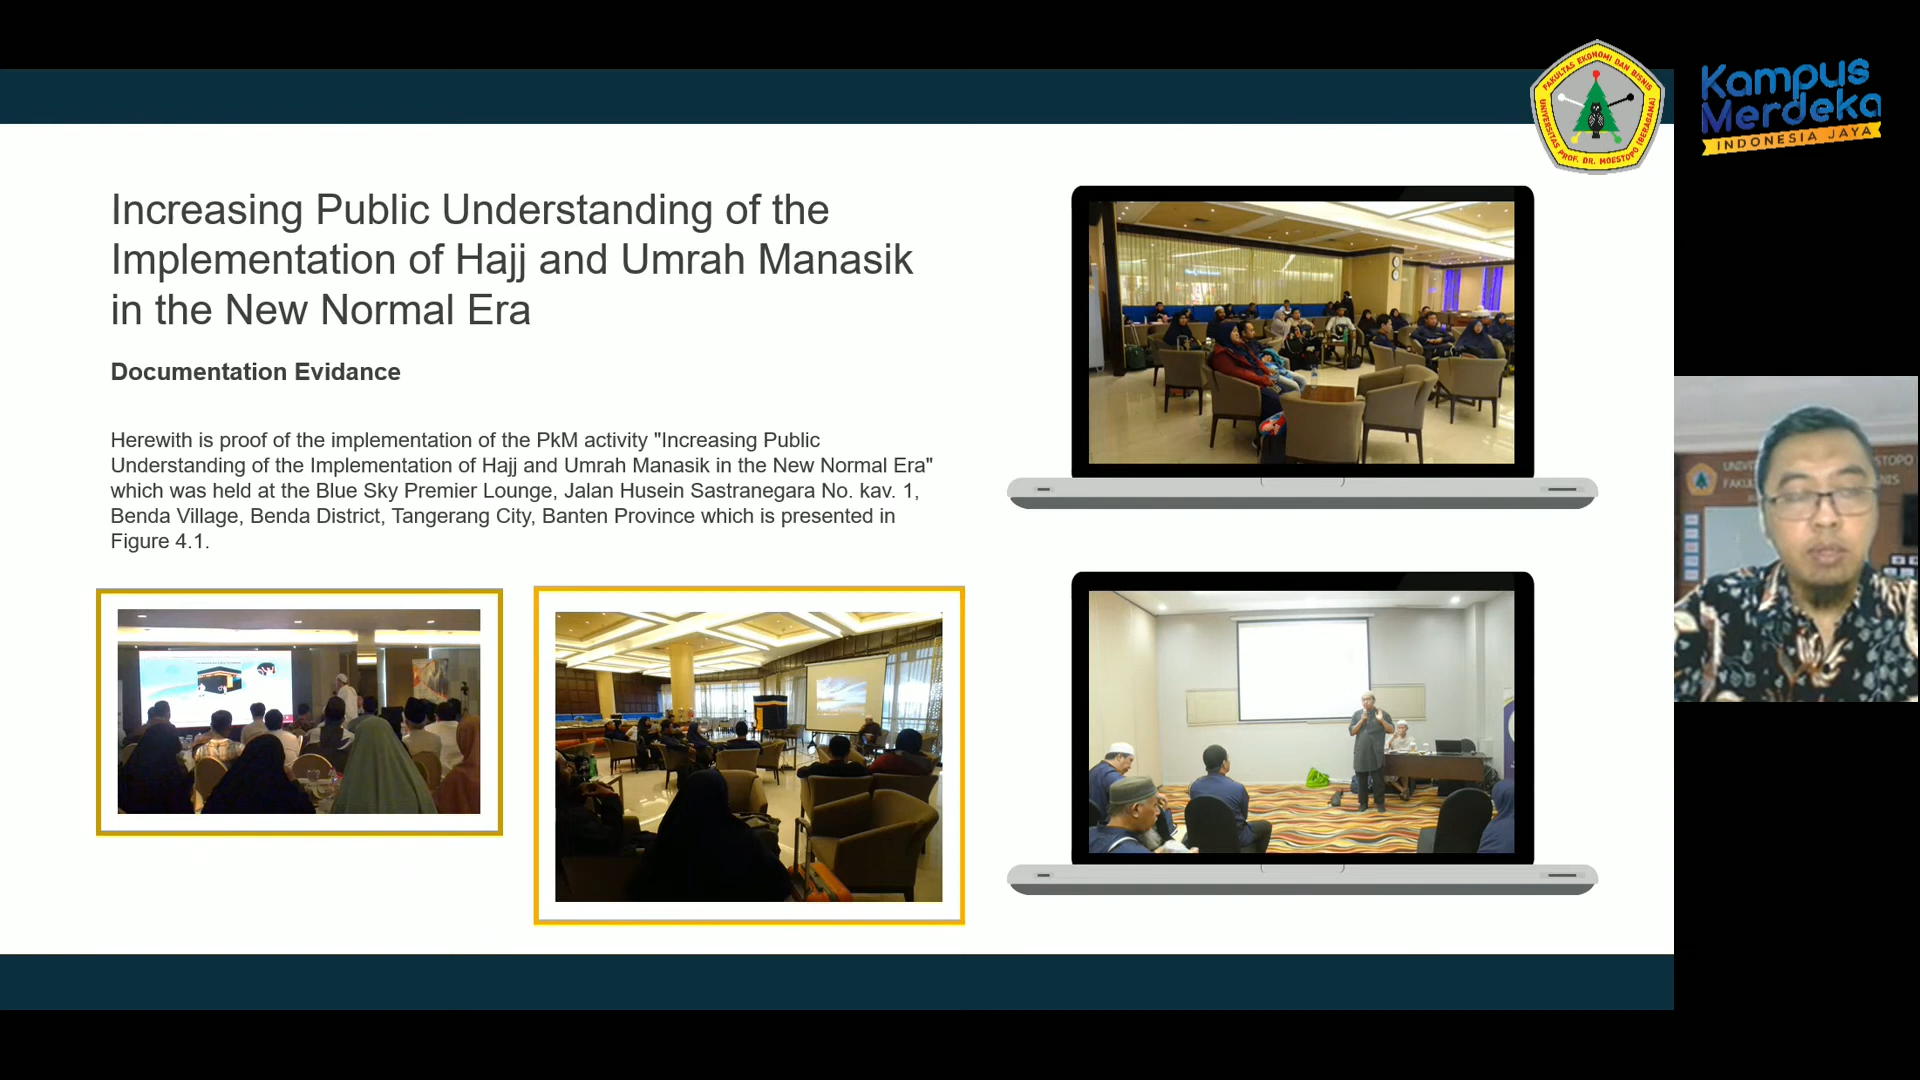 FAKULTAS EKONOMI DAN BISNIS
UNIVERSITAS PROF. DR. MOESTOPO (BERAGAMA)
Kampus
Merdeka
INDONESIA JAYA
Increasing Public Understanding of the
Implementation of Hajj and Umrah Manasik
in the New Normal Era
Documentation Evidance
Herewith is proof of the implementation of the PkM activity "Increasing Public
Understanding of the Implementation of Hajj and Umrah Manasik in the New Normal Era"
which was held at the Blue Sky Premier Lounge, Jalan Husein Sastranegara No. kav. 1,
Benda Village, Benda District, Tangerang City, Banten Province which is presented in
Figure 4.1.